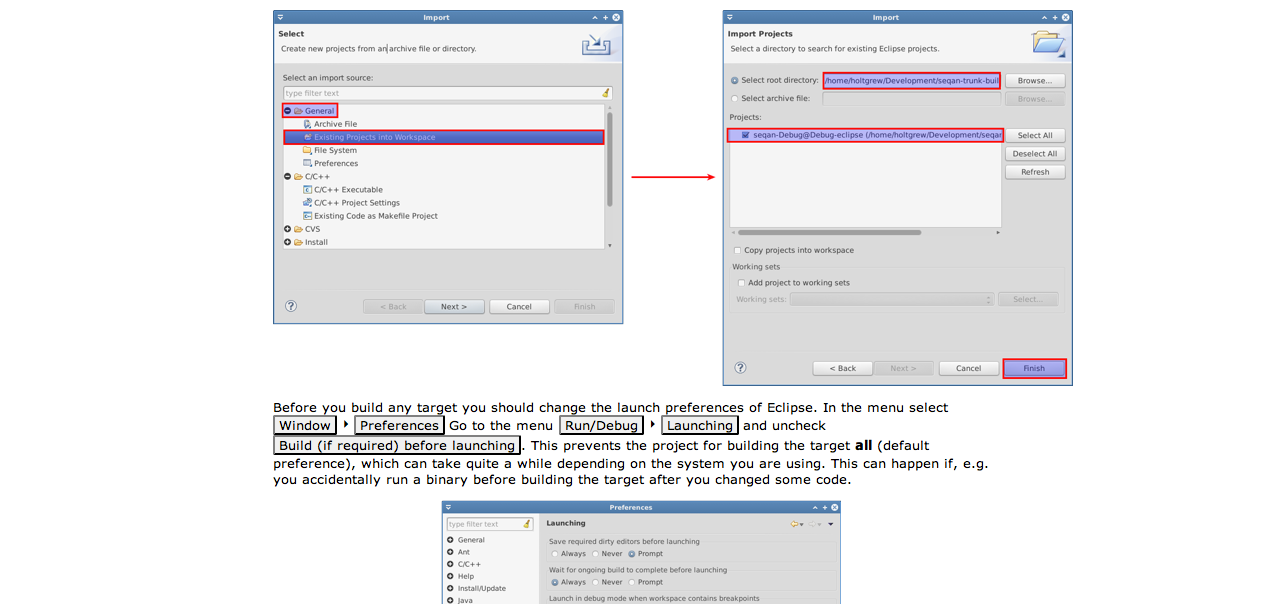 Import
Select
Create new projects from an archive file or directory.
Select an import source:
type filter text
General
Archive File
Existing Projects into Workspace
File System
Preferences
C/C++
C/C++ Executable
C/C++ Project Settings
Existing Code as Makefile Project
CVS
Install
< Back
Next >
Cancel
Finish
Import
Import Projects
Select a directory to search for existing Eclipse projects.
Select root directory: /home/holtgrew/Development/seqan-trunk-buil Browse...
Select archive file: Browse...
Projects:
seqan-Debug@Debug-eclipse (/home/holtgrew/Development/seqan
Select All
Deselect All
Refresh
Copy projects into workspace
Working sets
Add project to working sets
Working sets: Select...
< Back
Next >
Cancel
Finish
Before you build any target you should change the launch preferences of Eclipse. In the menu select
Window ‣ Preferences Go to the menu Run/Debug ‣ Launching and uncheck
Build (if required) before launching . This prevents the project for building the target all (default
preference), which can take quite a while depending on the system you are using. This can happen if, e.g.
you accidentally run a binary before building the target after you changed some code.
Preferences
type filter text
General
Ant
C/C++
Help
Install/Update
Java
Launching
Save required dirty editors before launching
Always Never Prompt
Wait for ongoing build to complete before launching
Always Never Prompt
Launch in debug mode when workspace contains breakpoints